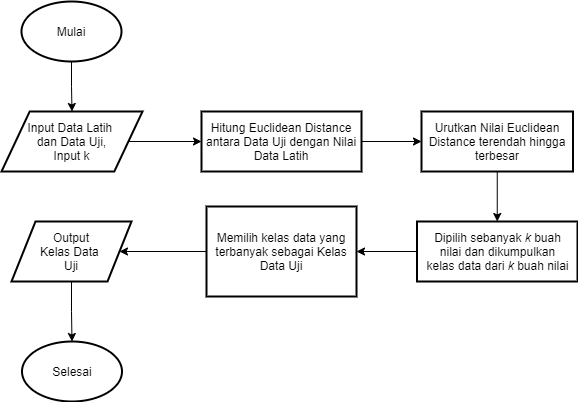 Mulai
Input Data Latih
dan Data Uji,
Input k
Hitung Euclidean Distance
antara Data Uji dengan Nilai
Data Latih
Urutkan Nilai Euclidean
Distance terendah hingga
terbesar
Dipilih sebanyak k buah
nilai dan dikumpulkan
kelas data dari k buah nilai
Memilih kelas data yang
terbanyak sebagai Kelas
Data Uji
Output
Kelas Data
Uji
Selesai